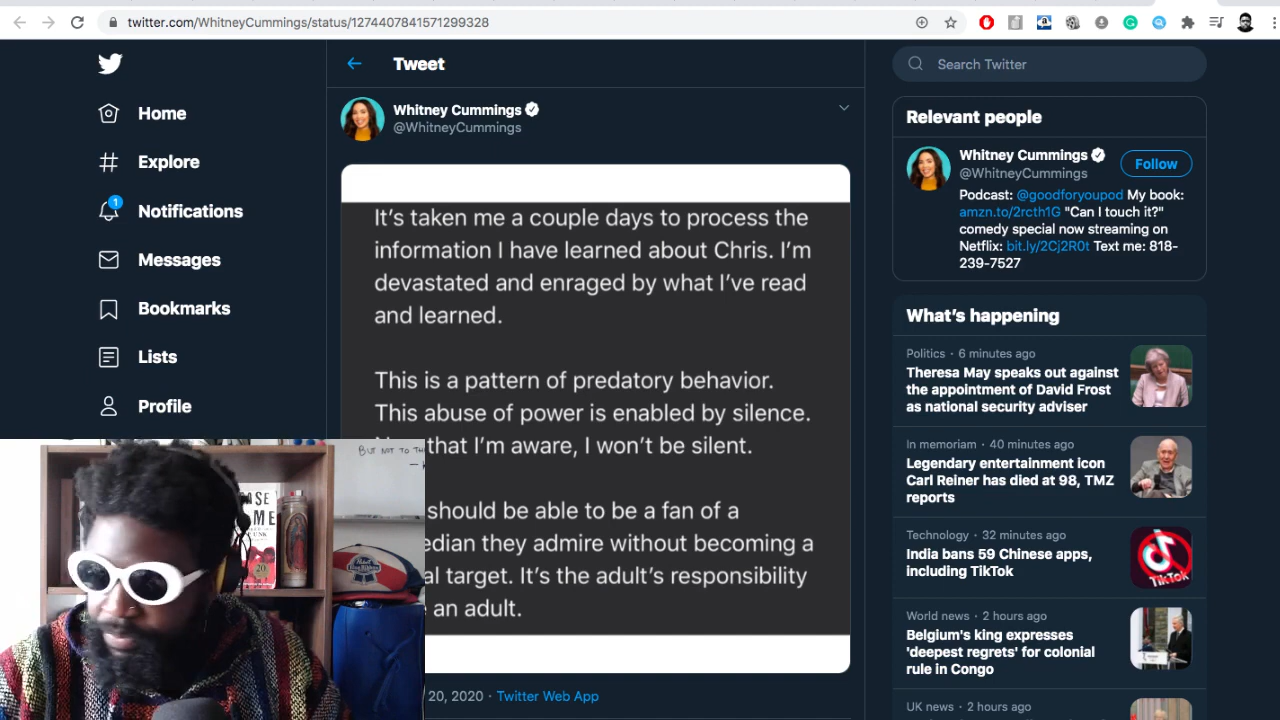 twitter.com/WhitneyCummings/status/1274407841571299328
Home
Explore
1
Notifications
Messages
Bookmarks
Lists
Profile
Tweet
Whitney Cummings
@WhitneyCummings
It’s taken me a couple days to process the
information I have learned about Chris. I’m
devastated and enraged by what I’ve read
and learned.
This is a pattern of predatory behavior.
This abuse of power is enabled by silence.
that I’m aware, I won’t be silent.
should be able to be a fan of a
edian they admire without becoming a
al target. It’s the adult’s responsibility
an adult.
20, 2020 · Twitter Web App
Search Twitter
Relevant people
Whitney Cummings
@WhitneyCummings
Follow
Podcast: @goodforyoupod My book:
amzn.to/2rcth1G "Can I touch it?"
comedy special now streaming on
Netflix: bit.ly/2Cj2R0t Text me: 818-
239-7527
What’s happening
Politics · 6 minutes ago
Theresa May speaks out against
the appointment of David Frost
as national security adviser
In memoriam · 40 minutes ago
Legendary entertainment icon
Carl Reiner has died at 98, TMZ
reports
Technology · 32 minutes ago
India bans 59 Chinese apps,
including TikTok
TikTok
World news · 2 hours ago
Belgium's king expresses
'deepest regrets' for colonial
rule in Congo
UK news · 2 hours ago
BUT NOT TO
20